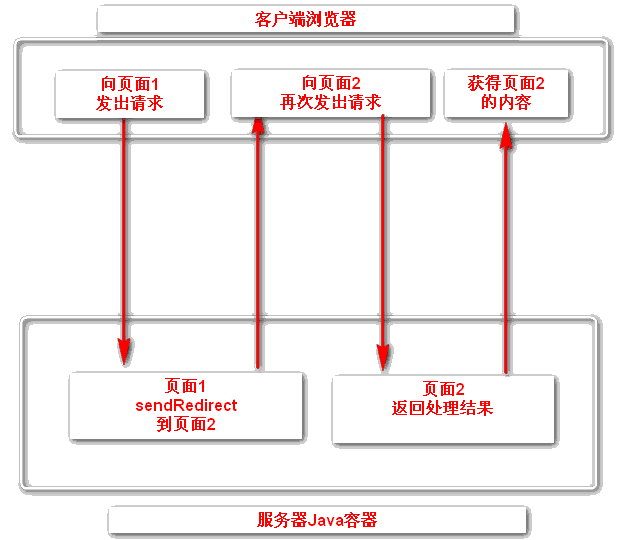 客户端浏览器
向页面1
发出请求
向页面2
再次发出请求
获得页面2
的内容
页面1
sendRedirect
到页面2
页面2
返回处理结果
服务器Java容器